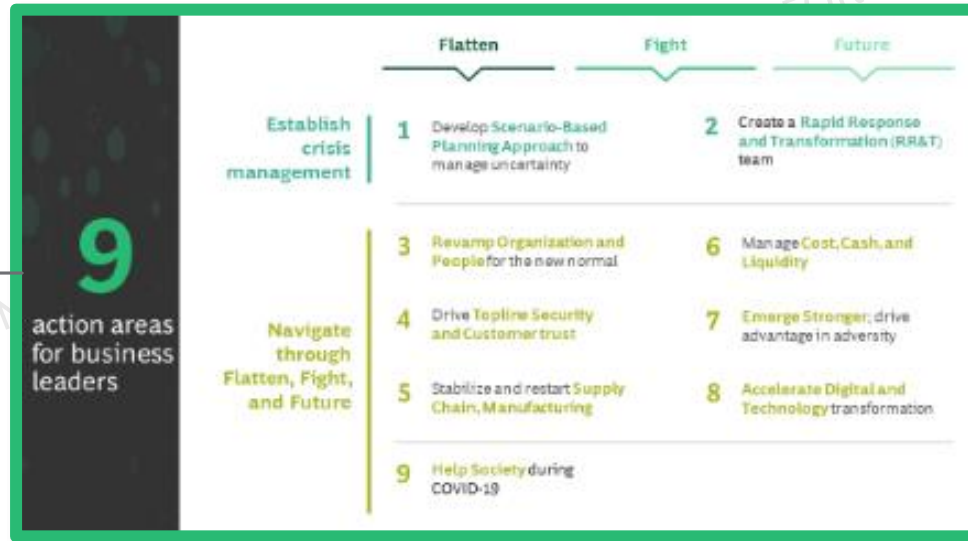 Flatten
Fight
Future
9
action areas
for business
leaders
Establish
crisis
management
1 Develop Scenario-Based
Planning Approach to
manage uncertainty
2 Create a Rapid Response
and Transformation (RR&T)
team
Navigate
through
Flatten, Fight,
and Future
3 Revamp Organization and
People for the new normal
4 Drive Topline Security
and Customer trust
5 Stabilize and restart Supply
Chain, Manufacturing
6 Manage Cost, Cash, and
Liquidity
7 Emerge Stronger; drive
advantage in adversity
8 Accelerate Digital and
Technology transformation
9 Help Society during
COVID-19